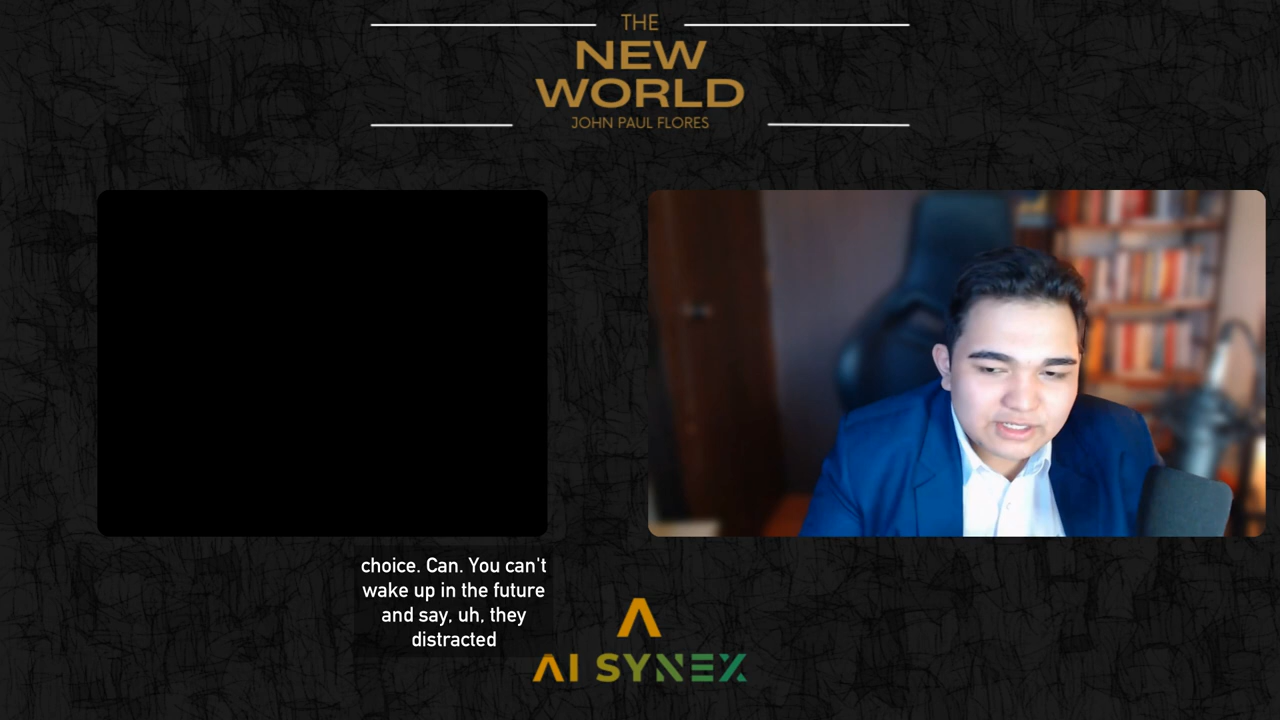 THE
NEW
WORLD
JOHN PAUL FLORES
choice. Can. You can't
wake up in the future
and say, uh, they
distracted
AI SYNEX